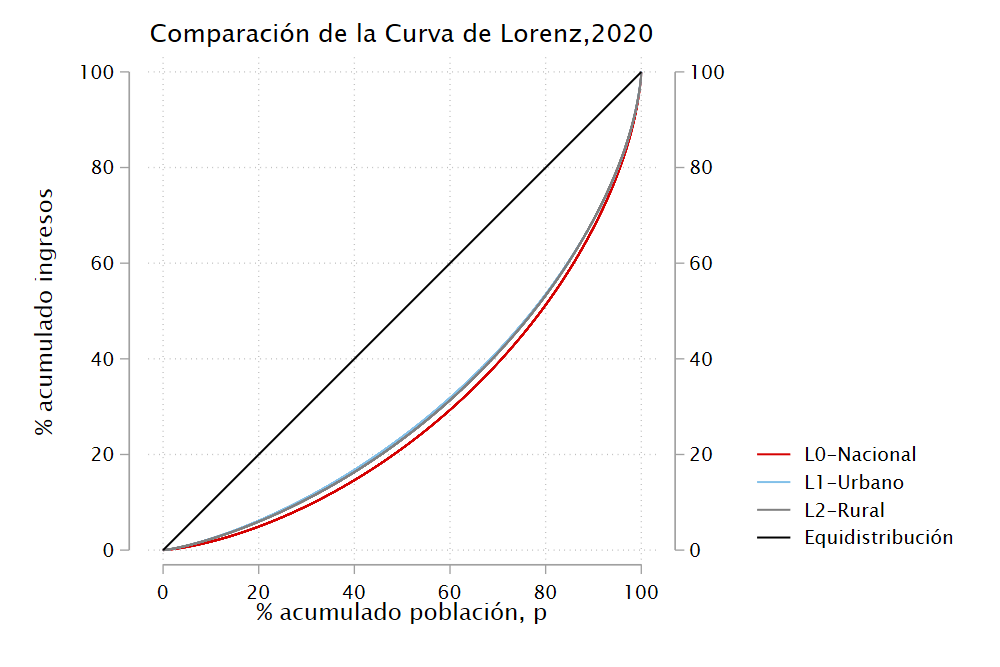 Comparación de la Curva de Lorenz,2020
100
80
60
40
20
0
% acumulado ingresos
100
80
60
40
20
0
0 20 40 60 80 100
% acumulado población, p
L0−Nacional
L1−Urbano
L2−Rural
Equidistribución